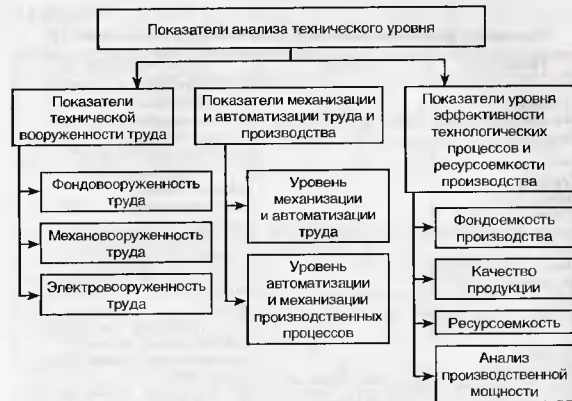 Показатели анализа технического уровня
Показатели
технической
вооруженности труда
Фондовооруженность
труда
Механовооруженность
труда
Электровооруженность
труда
Показатели механизации
и автоматизации труда и
производства
Уровень
механизации
и автоматизации
труда
Уровень
автоматизации
и механизации
производственных
процессов
Показатели уровня
эффективности
технологических
процессов и
ресурсоемкости
производства
Фондоемкость
производства
Качество
продукции
Ресурсоемкость
Анализ
производственной
мощности